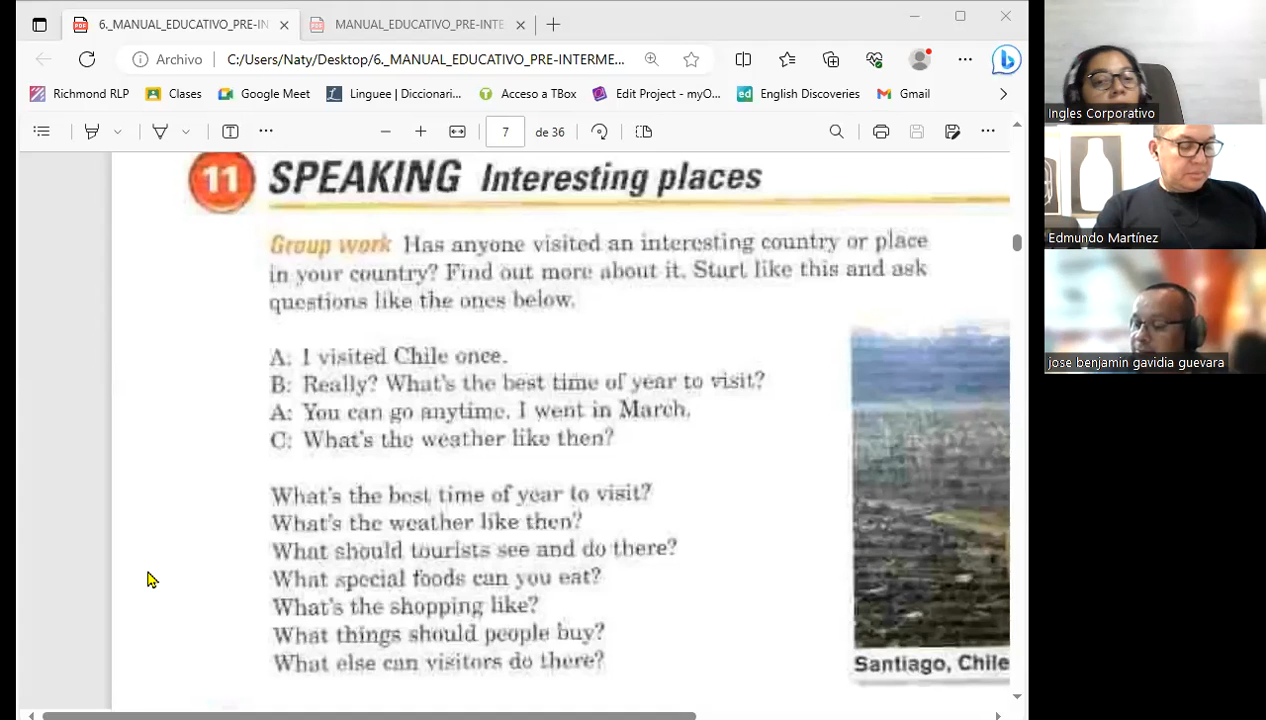 6._MANUAL_EDUCATIVO_PRE-IN
MANUAL_EDUCATIVO_PRE-INTE
Archivo
C:/Users/Naty/Desktop/6._MANUAL_EDUCATIVO_PRE-INTERME...
Richmond RLP
Clases
Google Meet
Linguee | Diccionari...
Acceso a TBox
Edit Project - myO...
English Discoveries
Gmail
7 de 36
11 SPEAKING Interesting places
Group work Has anyone visited an interesting country or place
in your country? Find out more about it. Start like this and ask
questions like the ones below.
A: I visited Chile once.
B: Really? What's the best time of year to visit?
A: You can go anytime. I went in March.
C: What's the weather like then?
What's the best time of year to visit?
What's the weather like then?
What should tourists see and do there?
What special foods can you eat?
What's the shopping like?
What things should people buy?
What else can visitors do there?
Santiago, Chile
Ingles Corporativo
Edmundo Martínez
jose benjamin gavidia guevara